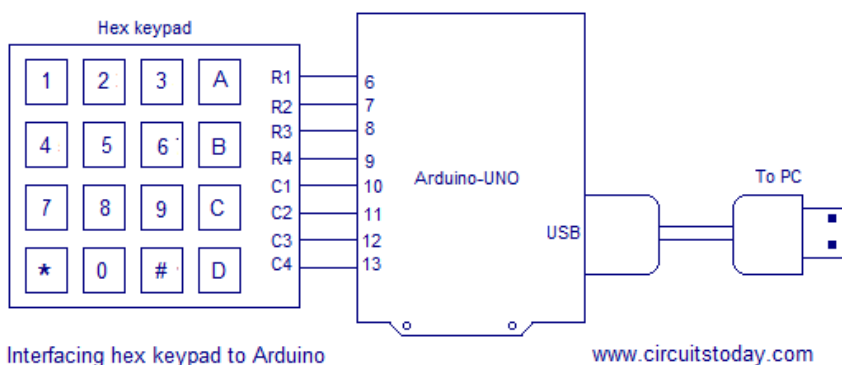 Hex keypad
1 2 3 A R1 6
R2 7
R3 8
4 5 6 B R4 9
Arduino-UNO
To PC
C1 10
7 8 9 C C2 11
USB
C3 12
* 0 # D C4 13
Interfacing hex keypad to Arduino
www.circuitstoday.com